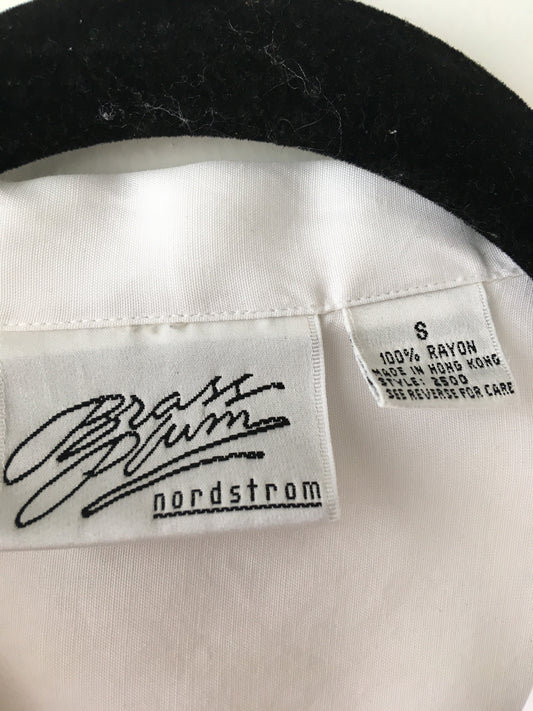 Brass
Plum
nordstrom
S
100% RAYON
MADE IN HONG KONG
STYLE: 2500
SEE REVERSE FOR CARE